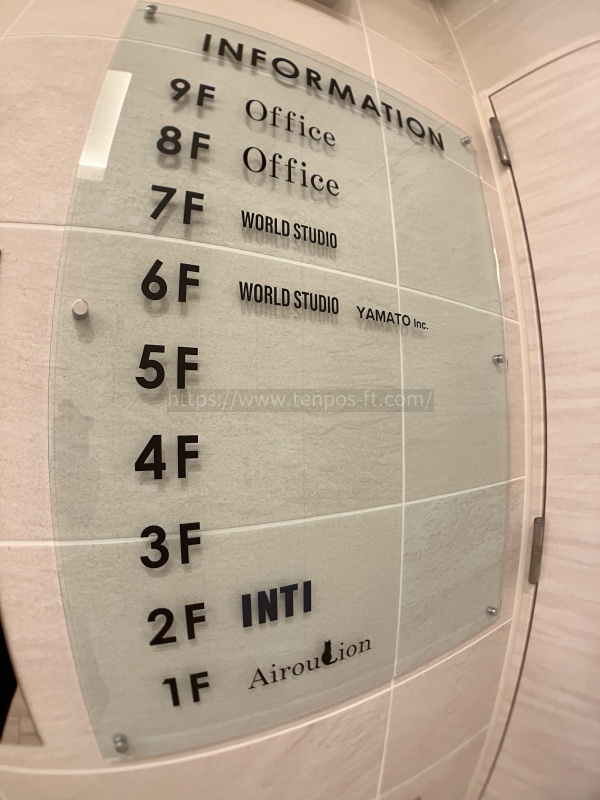 INFORMATION
9F Office
8F Office
7F WORLD STUDIO
6F WORLD STUDIO YAMATO Inc.
5F
https://www.tenpos-ft.com/
4F
3F
2F INTI
1F AirouLion